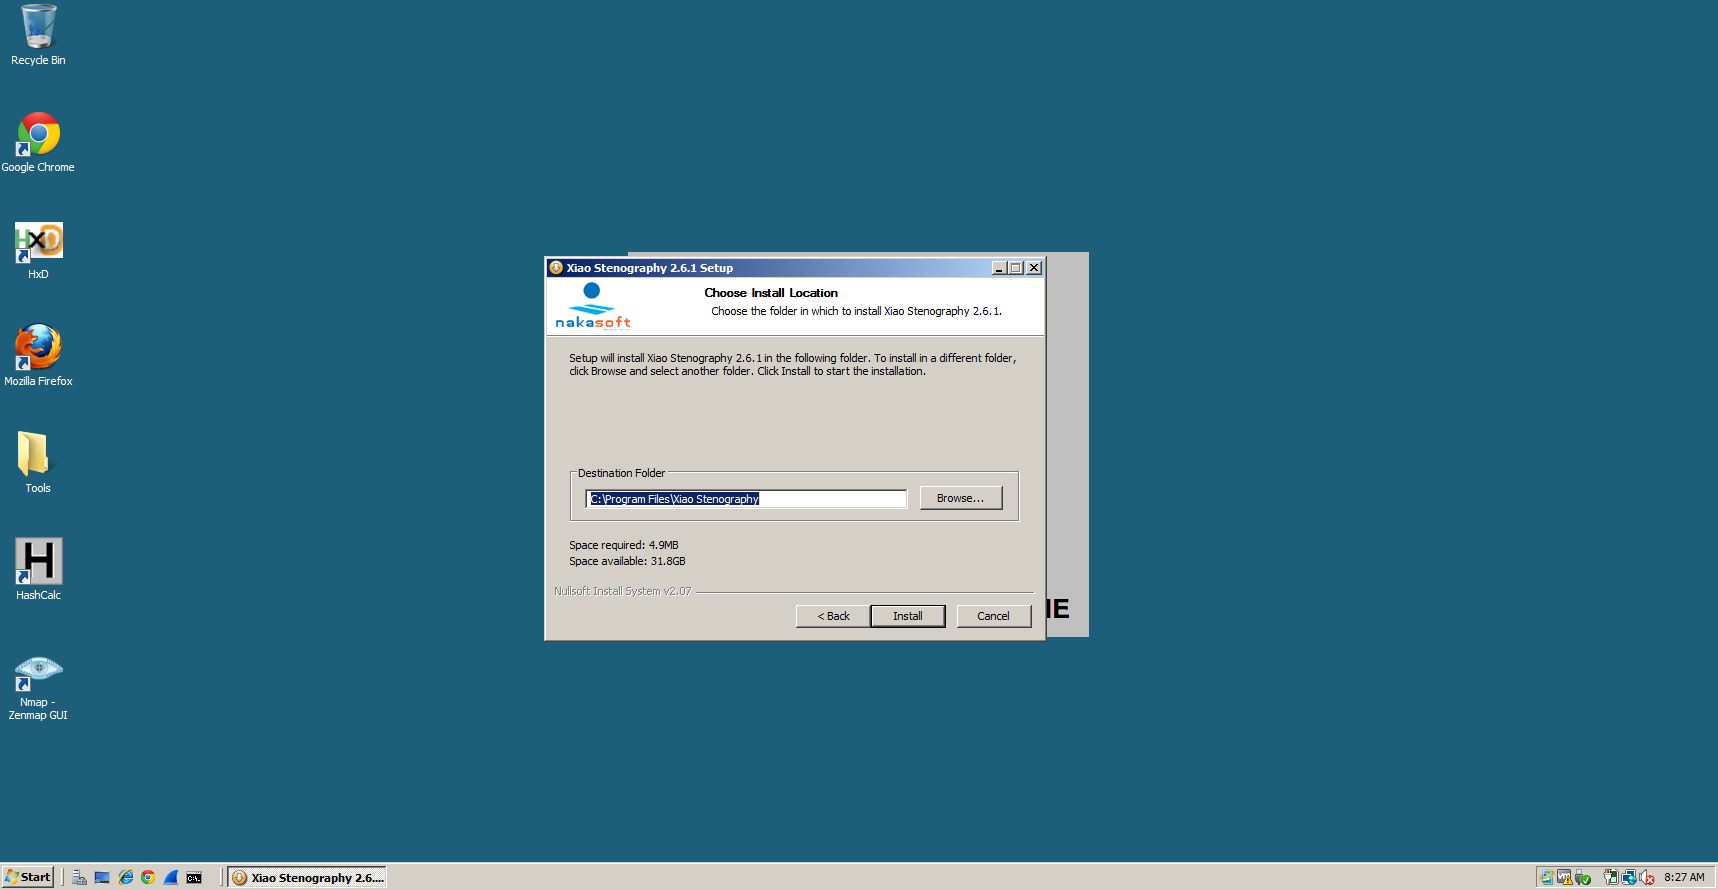 Recycle Bin
Google Chrome
HxD
HxD
Mozilla Firefox
Tools
H
HashCalc
Nmap -
Zenmap GUI
Xiao Stenography 2.6.1 Setup
nakasoft
Choose Install Location
Choose the folder in which to install Xiao Stenography 2.6.1.
Setup will install Xiao Stenography 2.6.1 in the following folder. To install in a different folder,
click Browse and select another folder. Click Install to start the installation.
Destination Folder
C:\Program Files\Xiao Stenography
Browse...
Space required: 4.9MB
Space available: 31.8GB
Nullsoft Install System v2.07
< Back
Install
Cancel
IE
Start
C:\.
Xiao Stenography 2.6....
8:27 AM